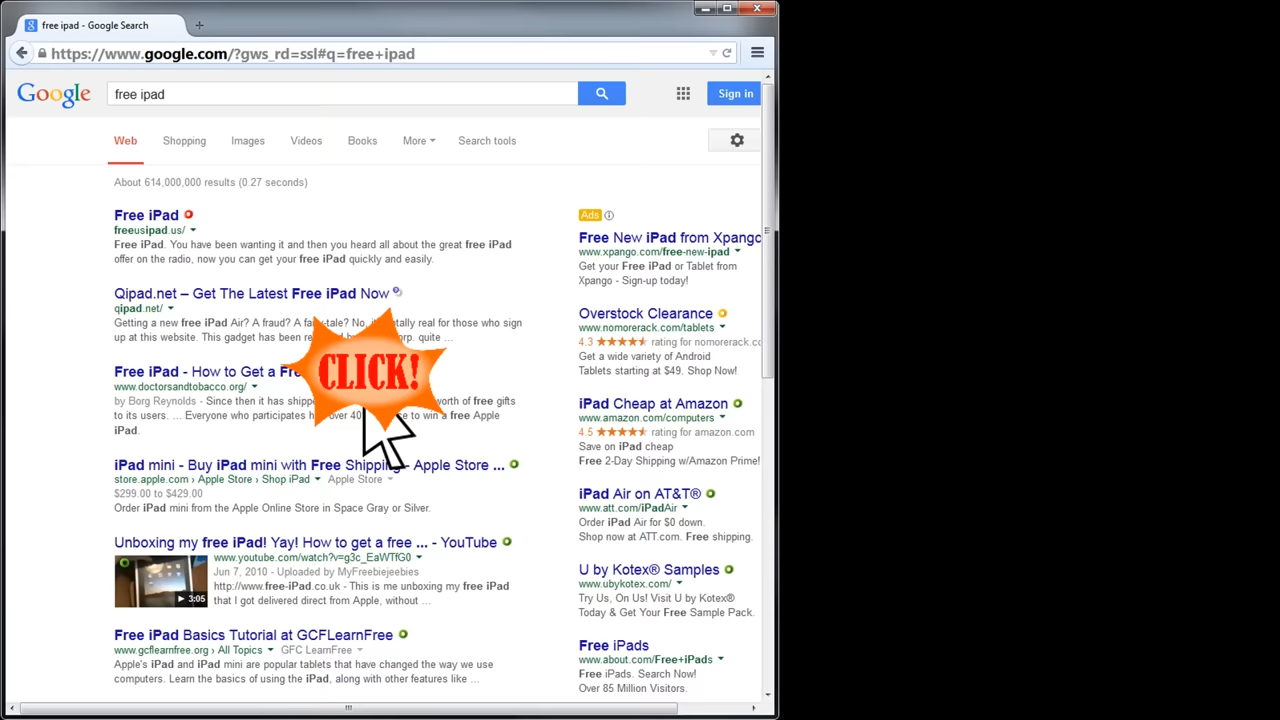 free ipad - Google Search
https://www.google.com/?gws_rd=ssl#q=free+ipad
Google
free ipad
Sign in
Web Shopping Images Videos Books More Search tools
About 614,000,000 results (0.27 seconds)
Free iPad
freeusipad.us/
Free iPad. You have been wanting it and then you heard all about the great free iPad
offer on the radio, now you can get your free iPad quickly and easily.
Qipad.net – Get The Latest Free iPad Now
qipad.net/
Getting a new free iPad Air? A fraud? A tale? No, totally real for those who sign
up at this website. This gadget has been corp. quite ...
Free iPad - How to Get a
www.doctorsandtobacco.org/
by Borg Reynolds - Since then it has worth of free gifts
to its users. ... Everyone who participates over 40 to win a free Apple
iPad.
CLICK!
iPad mini - Buy iPad mini with Free Shipping - Apple Store ...
store.apple.com › Apple Store › Shop iPad Apple Store
$299.00 to $429.00
Order iPad mini from the Apple Online Store in Space Gray or Silver.
Unboxing my free iPad! Yay! How to get a free ... - YouTube
www.youtube.com/watch?v=g3c_EaWTfG0
Jun 7, 2010 - Uploaded by MyFreebiejeebies
http://www.free-iPad.co.uk - This is me unboxing my free iPad
that I got delivered direct from Apple, without ...
3:05
Free iPad Basics Tutorial at GCFLearnFree
www.gcflearnfree.org › All Topics GFC LearnFree
Apple's iPad and iPad mini are popular tablets that have changed the way we use
computers. Learn the basics of using the iPad, along with other features like ...
Ads
Free New iPad from Xpango
www.xpango.com/free-new-ipad
Get your Free iPad or Tablet from
Xpango - Sign-up today!
Overstock Clearance
www.nomorerack.com/tablets
4.3 rating for nomorerack.co
Get a wide variety of Android
Tablets starting at $49. Shop Now!
iPad Cheap at Amazon
www.amazon.com/computers
4.5 rating for amazon.com
Save on iPad cheap
Free 2-Day Shipping w/Amazon Prime!
iPad Air on AT&T®
www.att.com/iPadAir
Order iPad Air for $0 down.
Shop now at ATT.com. Free shipping.
U by Kotex® Samples
www.ubykotex.com/
Try Us, On Us! Visit U by Kotex®
Today & Get Your Free Sample Pack.
Free iPads
www.about.com/Free+iPads
Free iPads. Search Now!
Over 85 Million Visitors.